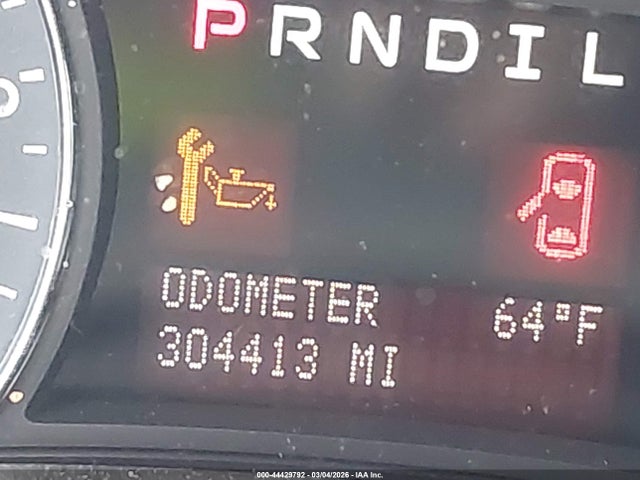 PRNDIL
ODOMETER 64°F
304413 MI
000-44429792 - 03/04/2026 - IAA Inc.